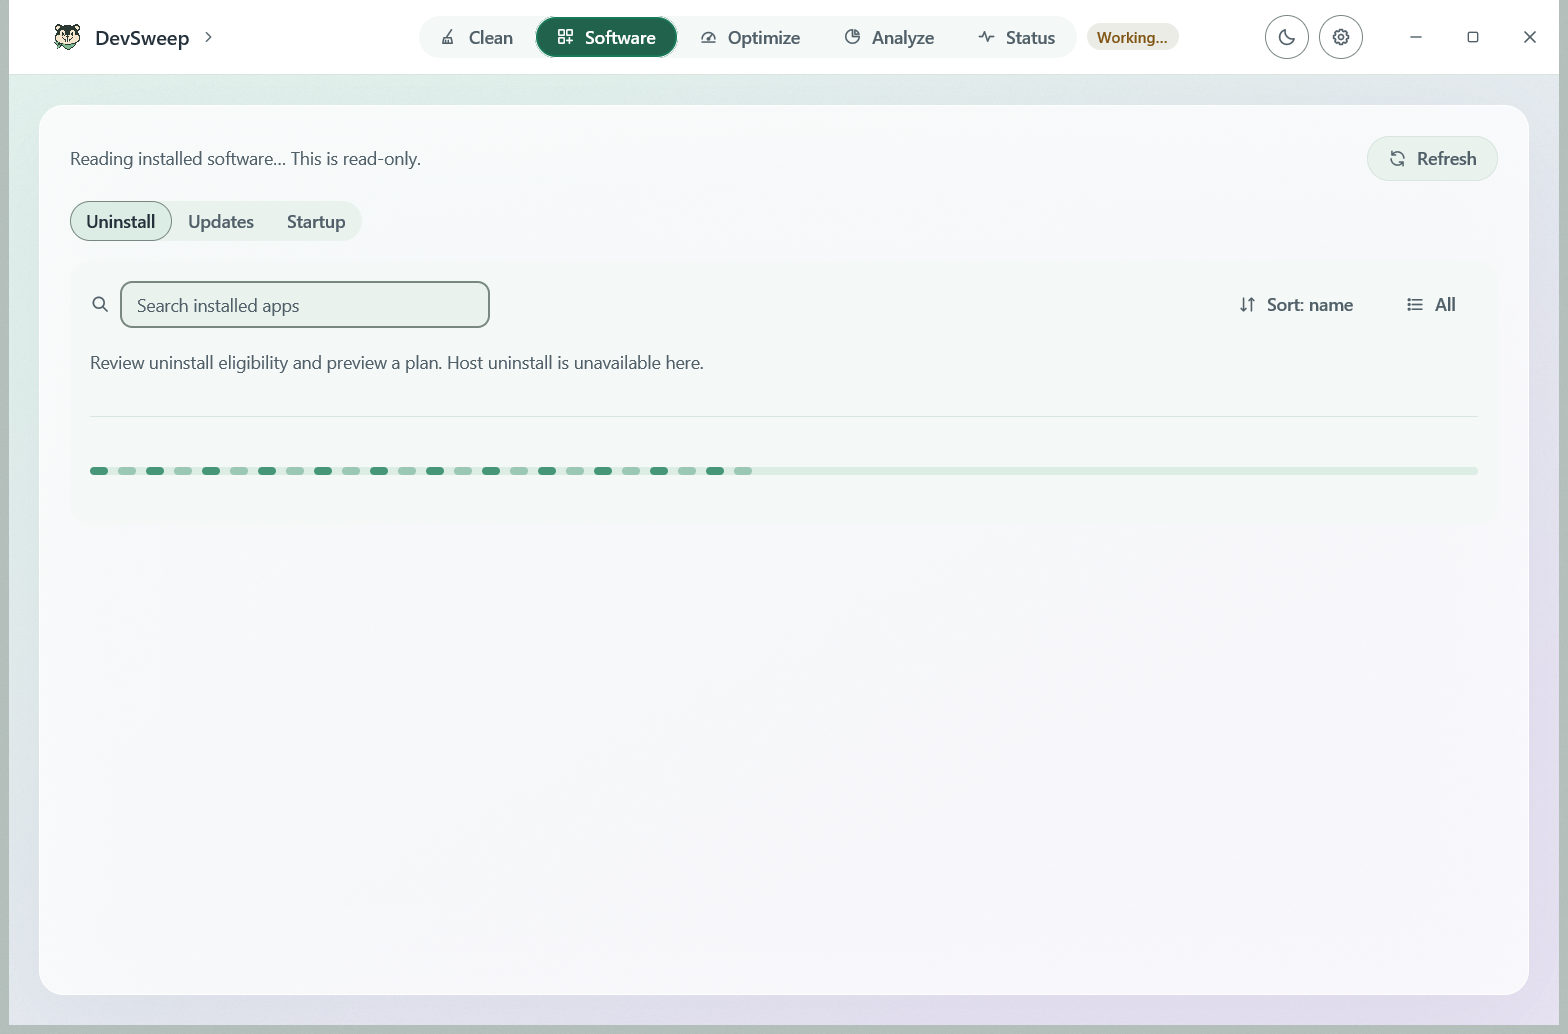 DevSweep
Clean
Software
Optimize
Analyze
Status
Working...
Reading installed software... This is read-only.
Refresh
Uninstall
Updates
Startup
Search installed apps
Sort: name
All
Review uninstall eligibility and preview a plan. Host uninstall is unavailable here.